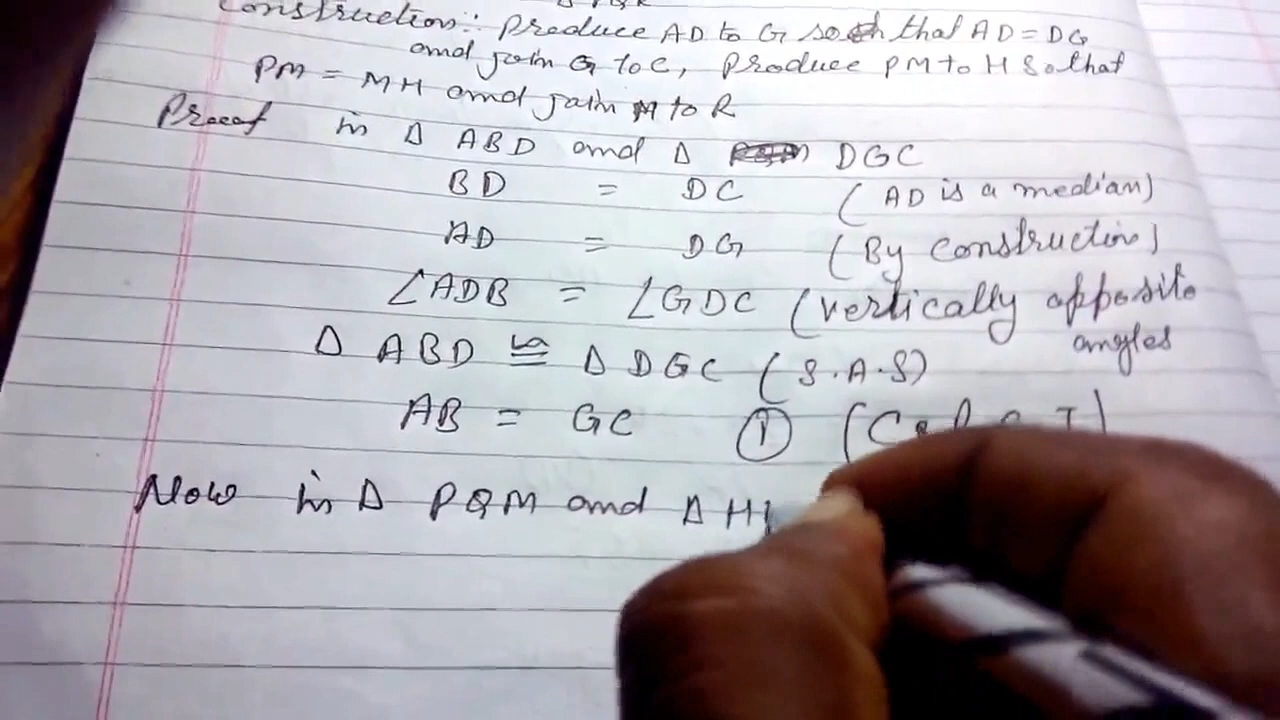 Construction: Produce AD to G so that AD = DG
and join G to C, Produce PM to H So that
PM = MH and join M to R
Proof in Δ ABD and Δ DGC
BD = DC (AD is a median)
AD = DG (By Construction)
∠ADB = ∠GDC (vertically opposite
angles
Δ ABD ≅ Δ DGC (S.A.S)
AB = GC ①
Now in Δ PQM and Δ H